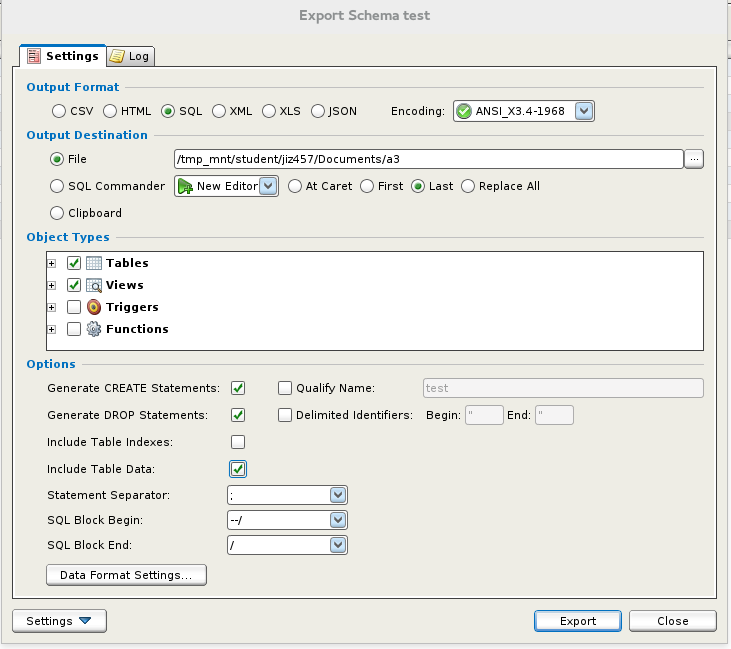 Export Schema test
Settings Log
Output Format
CSV HTML SQL XML XLS JSON Encoding: ANSI_X3.4-1968
Output Destination
File /tmp_mnt/student/jiz457/Documents/a3 ...
SQL Commander New Editor At Caret First Last Replace All
Clipboard
Object Types
Tables
Views
Triggers
Functions
Options
Generate CREATE Statements: Qualify Name: test
Generate DROP Statements: Delimited Identifiers: Begin: " End: "
Include Table Indexes:
Include Table Data:
Statement Separator: ;
SQL Block Begin: --/
SQL Block End: /
Data Format Settings...
Settings Export Close